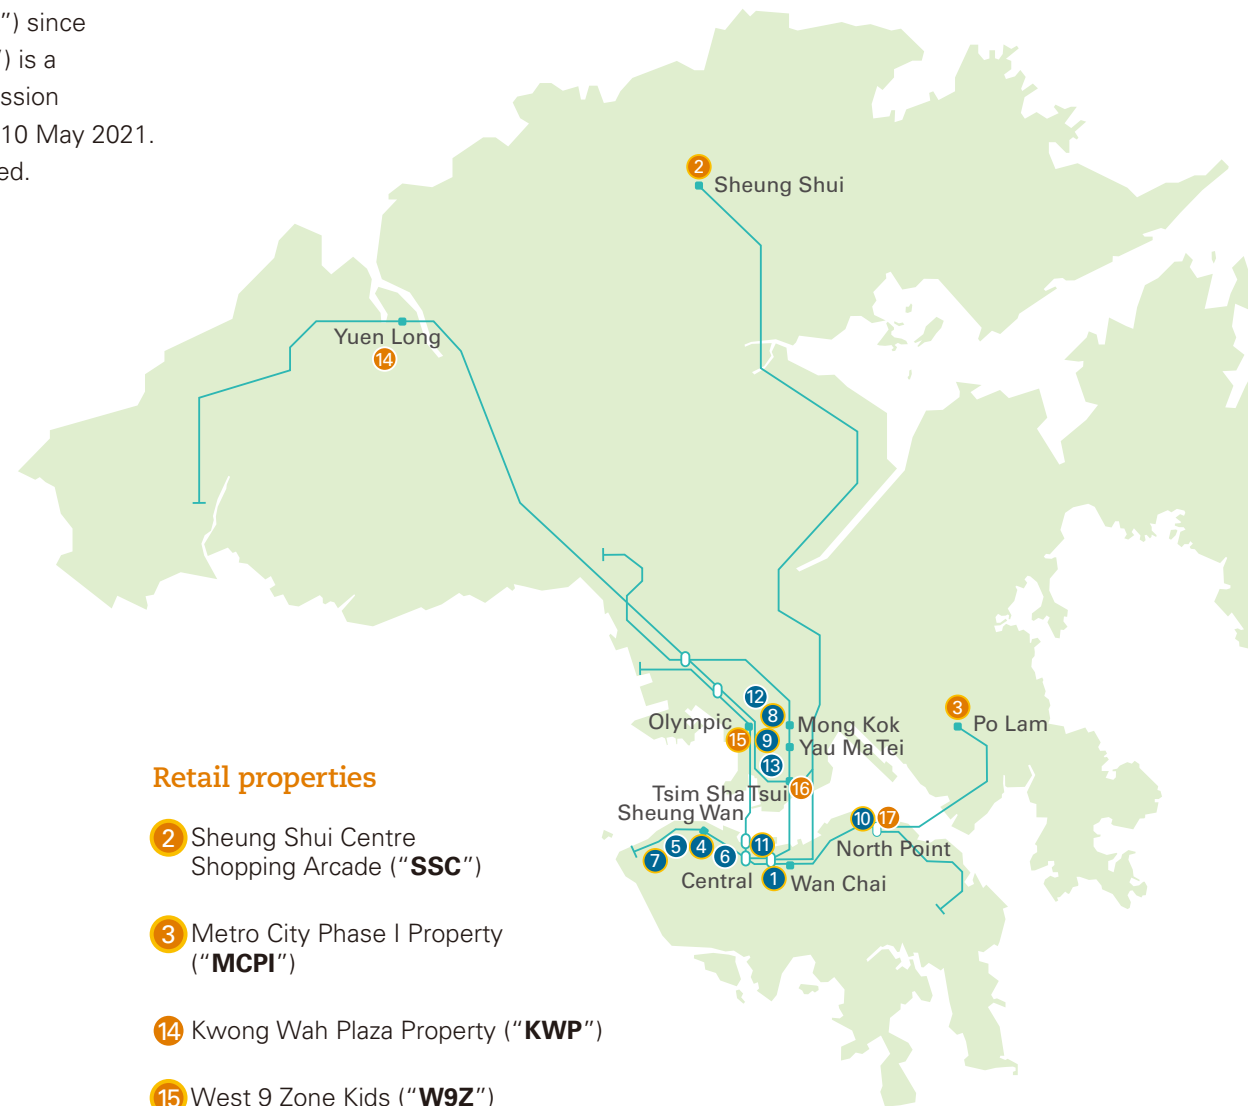 ”) since
”) is a
ssion
10 May 2021.
ed.
2
Sheung Shui
Yuen Long
14
12
8
Olympic
Mong Kok
15
9
Yau Ma Tei
13
3
Po Lam
Tsim Sha Tsui
16
Sheung Wan
10
17
North Point
11
5
4
6
7
Central
1
Wan Chai
Retail properties
2 Sheung Shui Centre
Shopping Arcade (“SSC”)
3 Metro City Phase I Property
(“MCPI”)
14 Kwong Wah Plaza Property (“KWP”)
15 West 9 Zone Kids (“W9Z”)